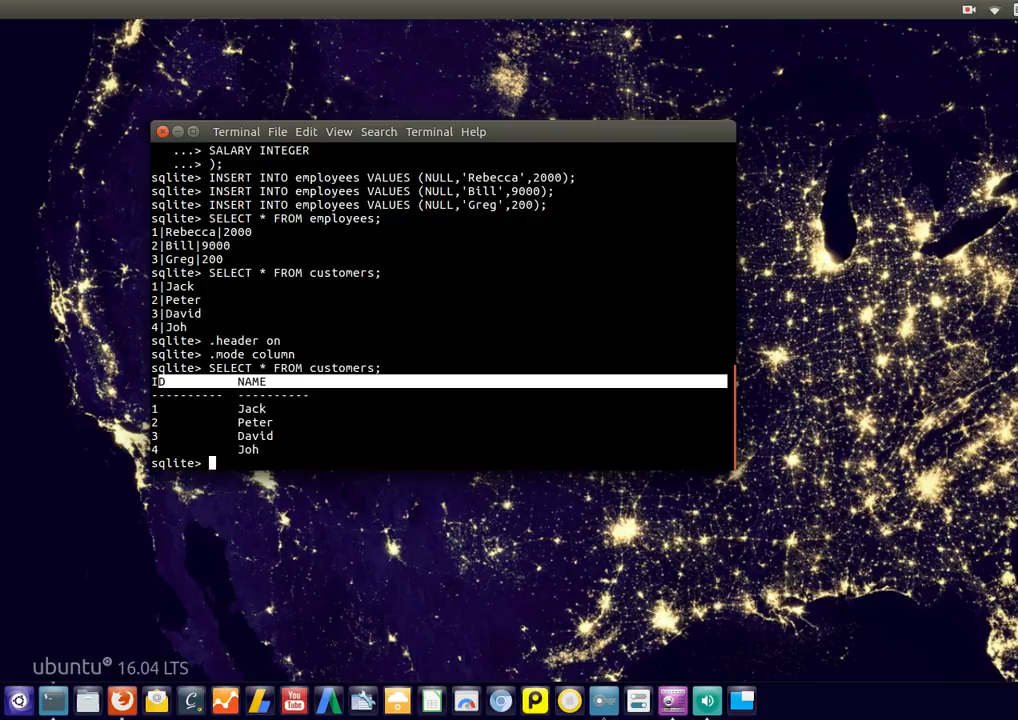 Terminal File Edit View Search Terminal Help
...> SALARY INTEGER
...> );
sqlite> INSERT INTO employees VALUES (NULL,'Rebecca',2000);
sqlite> INSERT INTO employees VALUES (NULL,'Bill',9000);
sqlite> INSERT INTO employees VALUES (NULL,'Greg',200);
sqlite> SELECT * FROM employees;
1|Rebecca|2000
2|Bill|9000
3|Greg|200
sqlite> SELECT * FROM customers;
1|Jack
2|Peter
3|David
4|Joh
sqlite> .header on
sqlite> .mode column
sqlite> SELECT * FROM customers;
ID NAME
---------- ----------
1 Jack
2 Peter
3 David
4 Joh
sqlite>
ubuntu® 16.04 LTS
You Tube